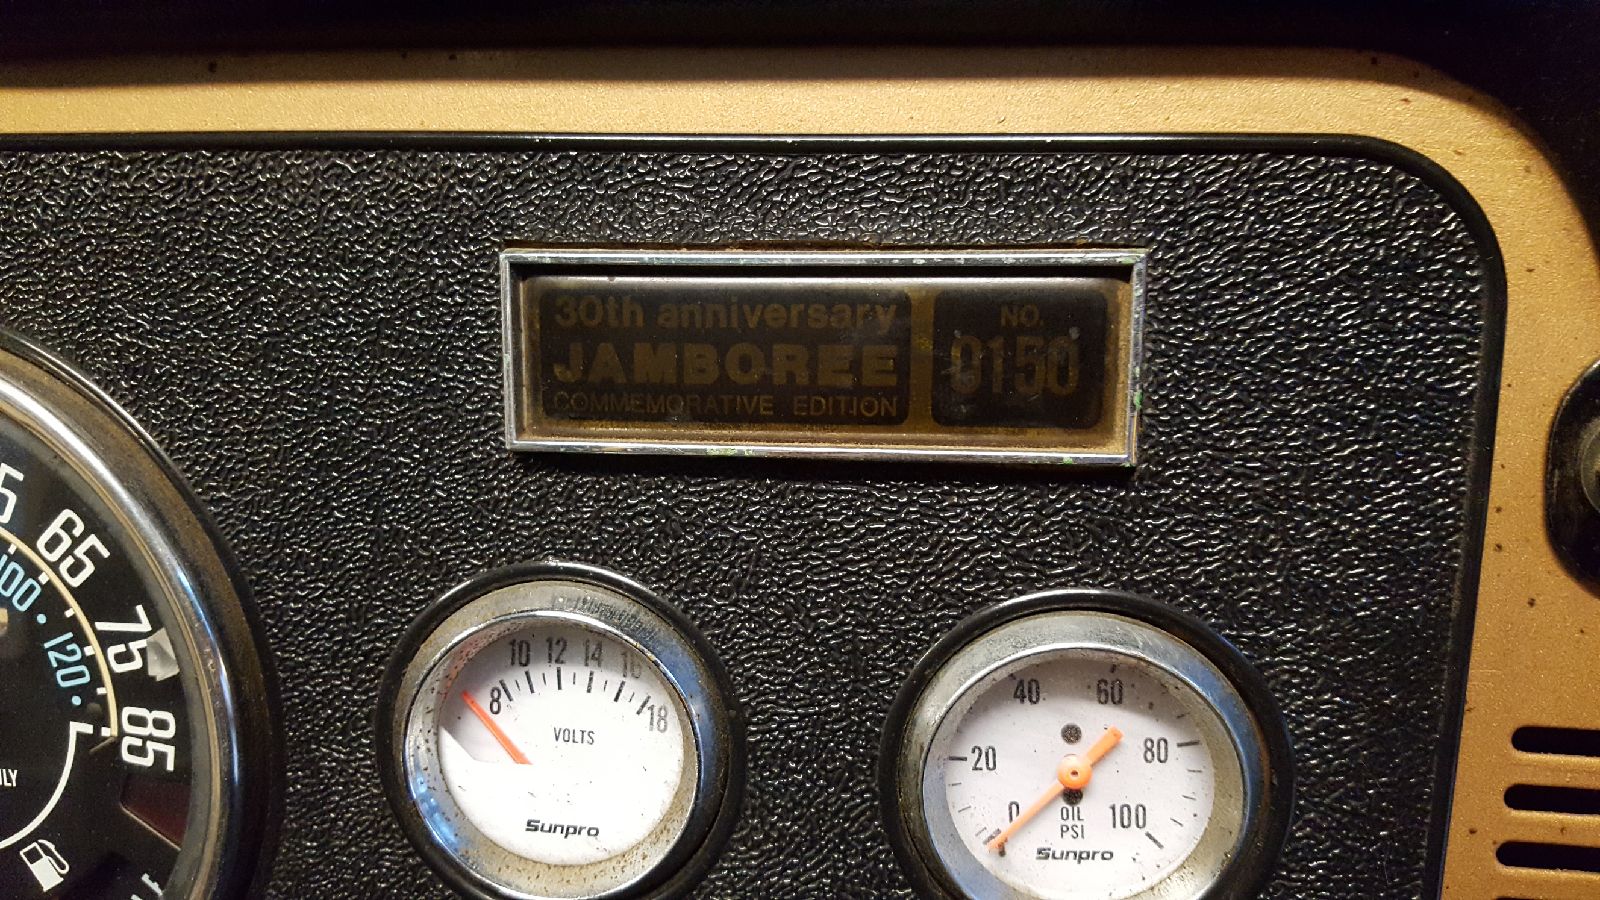 30th anniversary
JAMBOREE
COMMEMORATIVE EDITION
NO.
0150
65
75
85
100
120
8
10
12
14
16
18
VOLTS
Sunpro
0
20
40
60
80
100
OIL
PSI
Sunpro